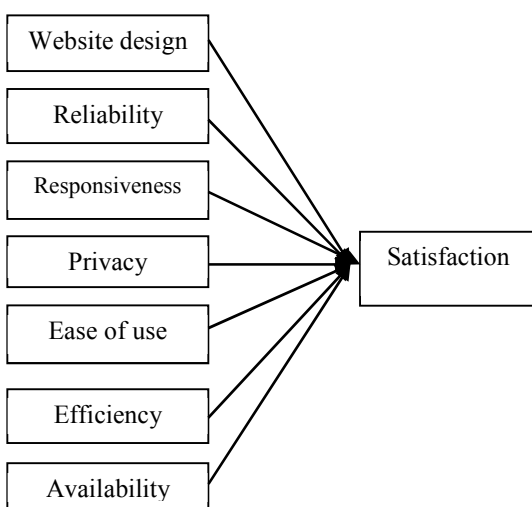 Website design
Reliability
Responsiveness
Privacy
Satisfaction
Ease of use
Efficiency
Availability